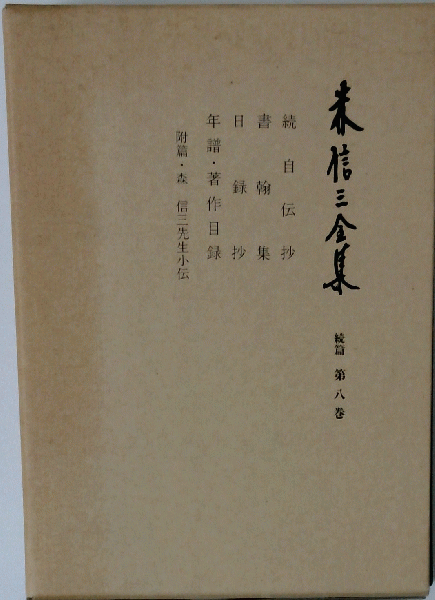 森信三全集
続篇 第八巻
続自伝抄
書翰集
日録抄
年譜・著作目録
附篇・森 信三先生小伝